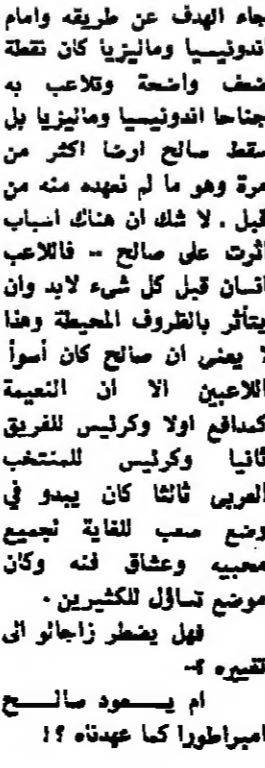 جاء الهدف عن طريقه وامام
اندونيسيا وماليزيا كان نقطة
ضعف واضحة وتلاعب به
جناحا اندونيسيا وماليزيا بل
سقط صالح ارضا اكثر من
مرة وهو ما لم نعهده منه من
قبل . لا شك ان هناك اسباب
اثرت على صالح .. فاللاعب
انسان قبل كل شيء لابد وان
يتأثر بالظروف المحيطة وهذا
لا يعني ان صالح كان أسوأ
اللاعبين الا ان النعيمة
كمدافع اولا وكرئيس للفريق
ثانيا وكرئيس للمنتخب
العربي ثالثا كان يبدو في
وضع صعب للغاية لجميع
محبيه وعشاق فنه وكان
موضع تساؤل للكثيرين .
فهل يضطر زاجالو الى
تغييره ؟..
ام يعود صالح
امبراطورا كما عهدناه ؟!